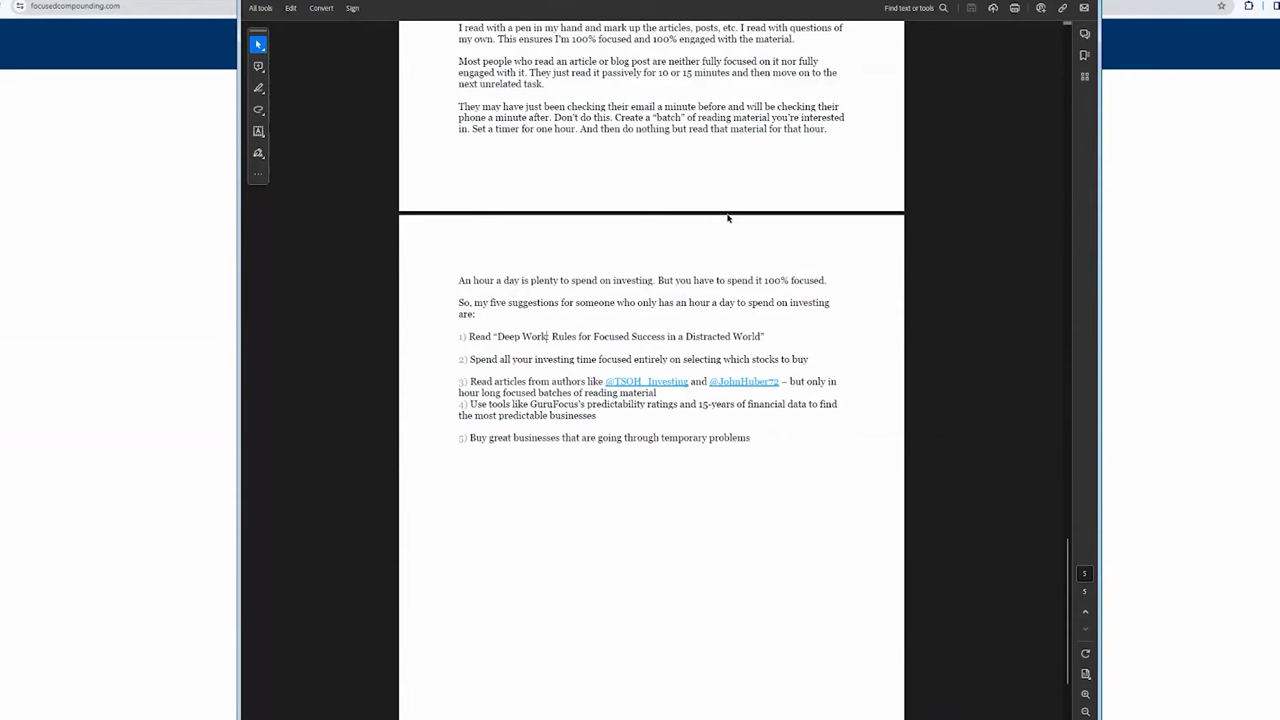 focusedcompounding.com
All tools
Edit
Convert
Sign
Find text or tools
I read with a pen in my hand and mark up the articles, posts, etc. I read with questions of
my own. This ensures I'm 100% focused and 100% engaged with the material.
Most people who read an article or blog post are neither fully focused on it nor fully
engaged with it. They just read it passively for 10 or 15 minutes and then move on to the
next unrelated task.
They may have just been checking their email a minute before and will be checking their
phone a minute after. Don't do this. Create a “batch” of reading material you're interested
in. Set a timer for one hour. And then do nothing but read that material for that hour.
An hour a day is plenty to spend on investing. But you have to spend it 100% focused.
So, my five suggestions for someone who only has an hour a day to spend on investing
are:
1) Read “Deep Work: Rules for Focused Success in a Distracted World”
2) Spend all your investing time focused entirely on selecting which stocks to buy
3) Read articles from authors like @TSOH_Investing and @JohnHuber72 – but only in
hour long focused batches of reading material
4) Use tools like GuruFocus's predictability ratings and 15-years of financial data to find
the most predictable businesses
5) Buy great businesses that are going through temporary problems
5
5